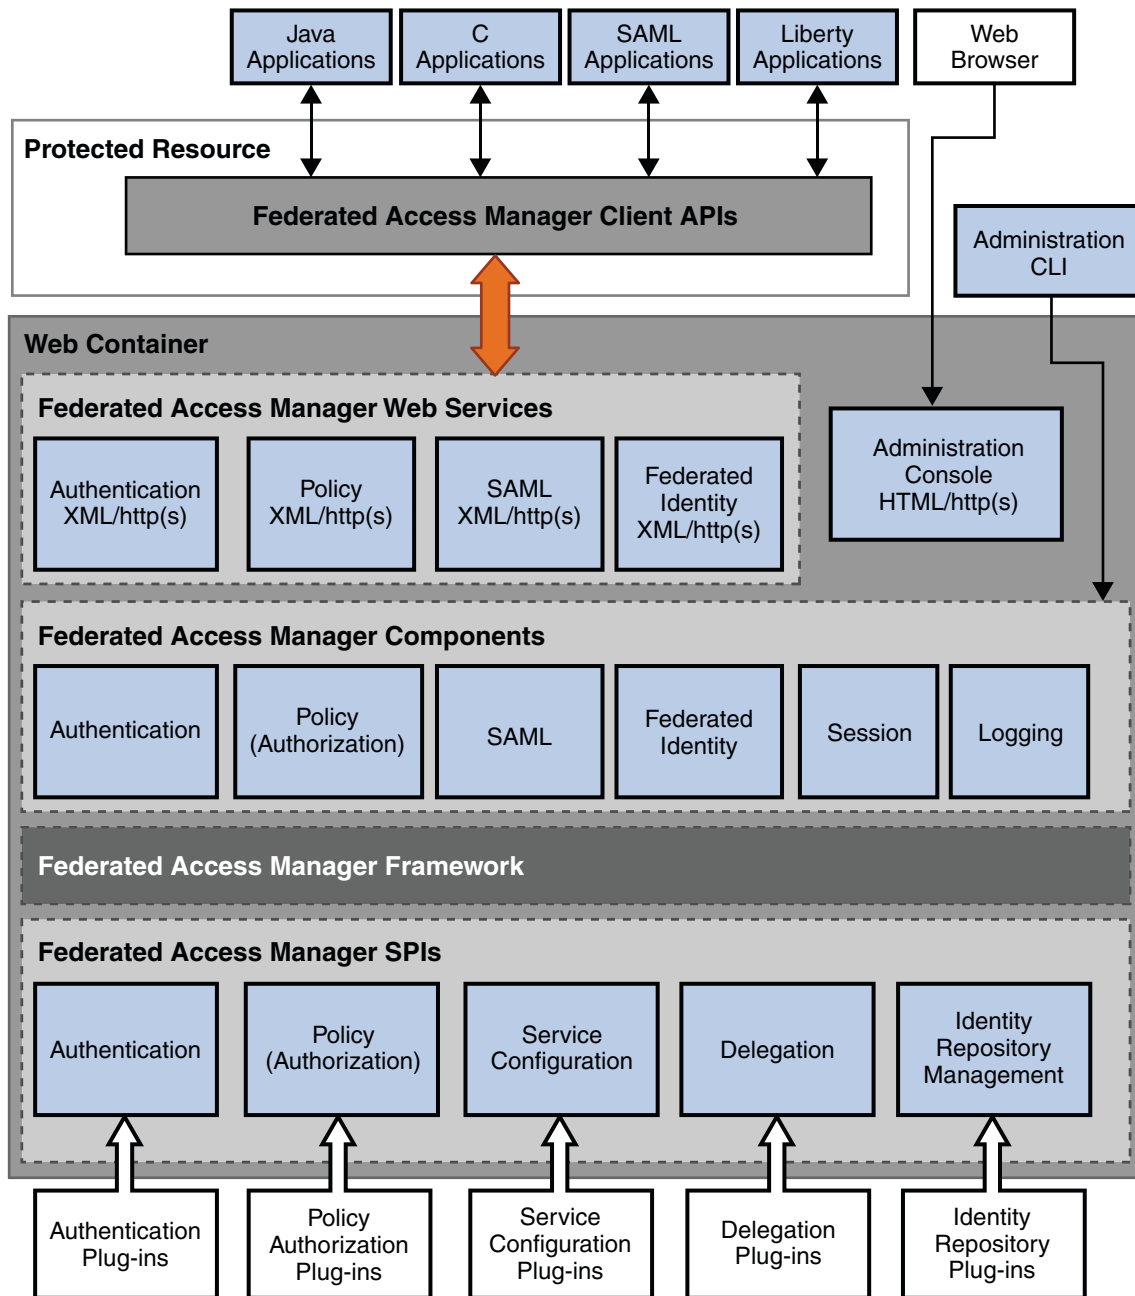 Java
Applications
C
Applications
SAML
Applications
Liberty
Applications
Web
Browser
Protected Resource
Federated Access Manager Client APIs
Administration
CLI
Web Container
Federated Access Manager Web Services
Authentication
XML/http(s)
Policy
XML/http(s)
SAML
XML/http(s)
Federated
Identity
XML/http(s)
Administration
Console
HTML/http(s)
Federated Access Manager Components
Authentication
Policy
(Authorization)
SAML
Federated
Identity
Session
Logging
Federated Access Manager Framework
Federated Access Manager SPIs
Authentication
Policy
(Authorization)
Service
Configuration
Delegation
Identity
Repository
Management
Authentication
Plug-ins
Policy
Authorization
Plug-ins
Service
Configuration
Plug-ins
Delegation
Plug-ins
Identity
Repository
Plug-ins